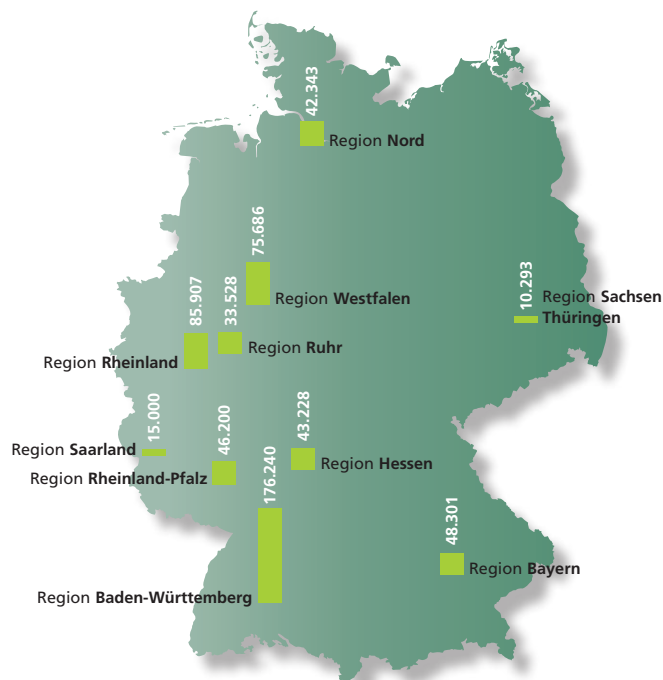 42.343
Region Nord
75.686
Region Westfalen
10.293
Region Sachsen
Thüringen
85.907
Region Rheinland
33.528
Region Ruhr
15.000
Region Saarland
46.200
Region Rheinland-Pfalz
43.228
Region Hessen
176.240
Region Baden-Württemberg
48.301
Region Bayern